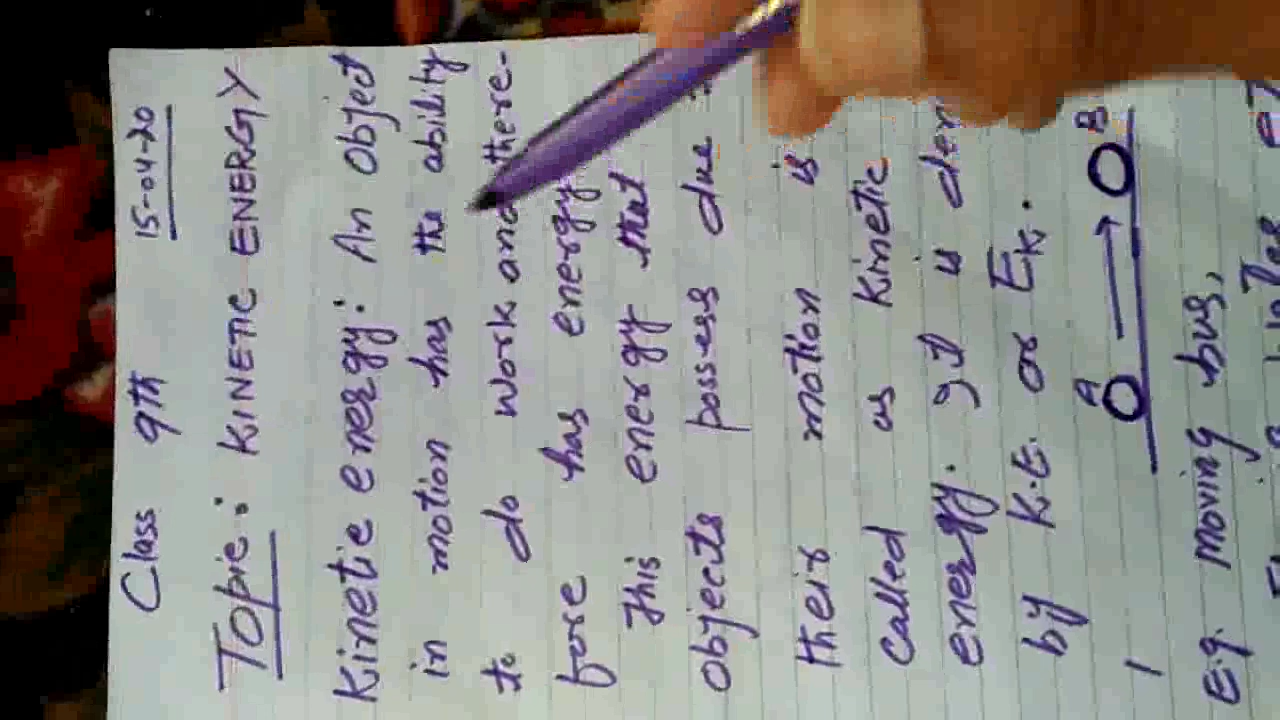 Class 9th 15-04-20
Topic: KINETIC ENERGY
Kinetic energy: An object
in motion has the ability
to do work and there-
fore has energy
This energy that
objects possess due
their motion is
called as kinetic
energy. It is
by K.E. or Ek.
A B
E.g. moving bus,